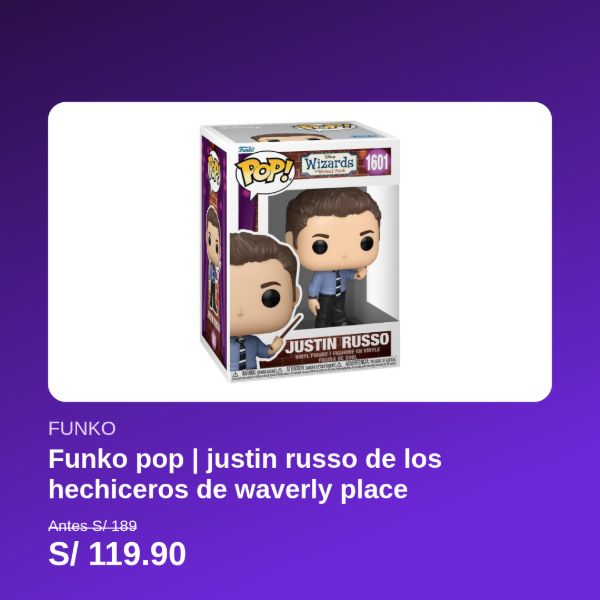 Funko
POP!
Disney
Wizards
of Waverly Place
1601
JUSTIN RUSSO
VINYL FIGURE / FIGURINE EN VINYLE
FIGURA DE VINIL
FUNKO
Funko pop | justin russo de los
hechiceros de waverly place
Antes S/ 189
S/ 119.90